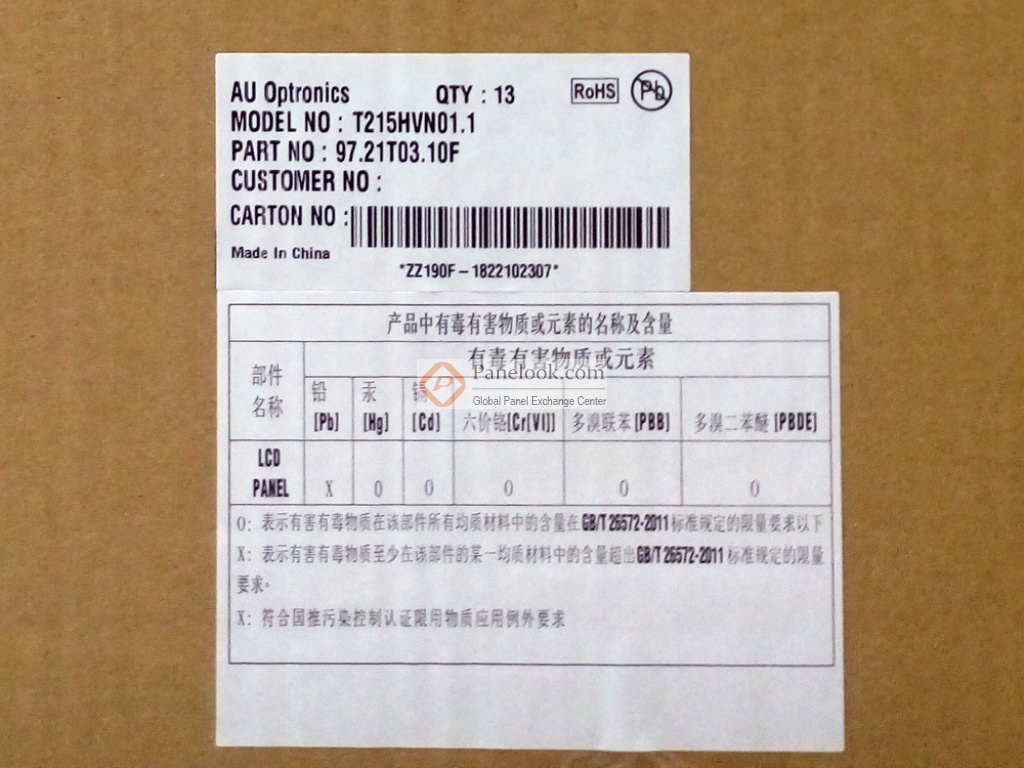 AU Optronics QTY : 13 RoHS Pb
MODEL NO : T215HVN01.1
PART NO : 97.21T03.10F
CUSTOMER NO :
CARTON NO :
Made In China
*ZZ190F-1822102307*
产品中有毒有害物质或元素的名称及含量
部件名称
有毒有害物质或元素
Panelook.com
Global Panel Exchange Center
铅 汞 镉
[Pb] [Hg] [Cd] 六价铬[Cr(VI)] 多溴联苯[PBB] 多溴二苯醚[PBDE]
LCD
PANEL X O O O O O
O: 表示有害有毒物质在该部件所有均质材料中的含量在GB/T 26572-2011标准规定的限量要求以下
X: 表示有害有毒物质至少在该部件的某一均质材料中的含量超出GB/T 26572-2011标准规定的限量
要求。
X: 符合国推污染控制认证限用物质应用例外要求